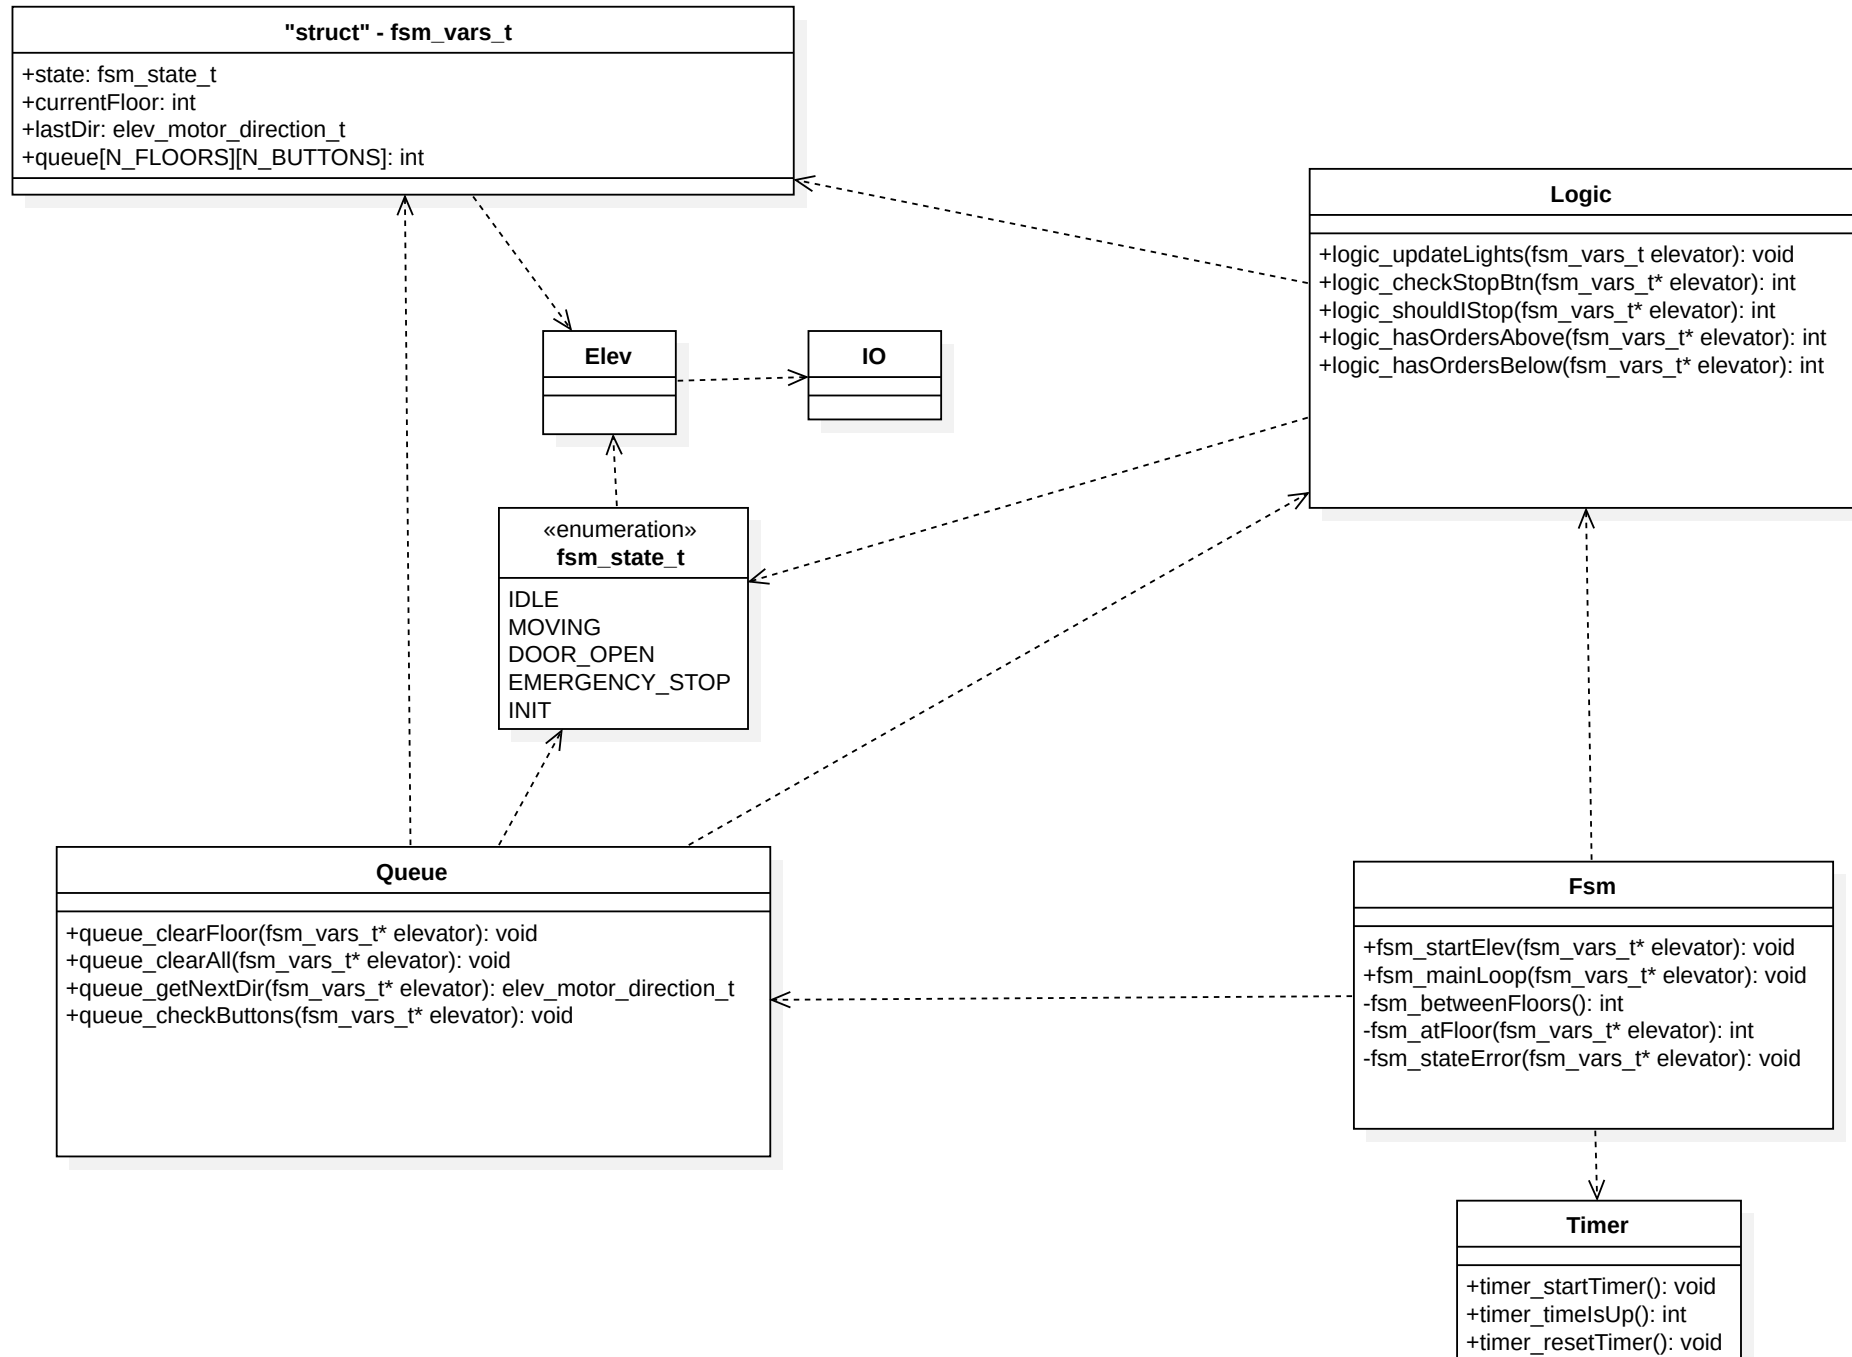 "struct" - fsm_vars_t
+state: fsm_state_t
+currentFloor: int
+lastDir: elev_motor_direction_t
+queue[N_FLOORS][N_BUTTONS]: int
Logic
+logic_updateLights(fsm_vars_t elevator): void
+logic_checkStopBtn(fsm_vars_t* elevator): int
+logic_shouldIStop(fsm_vars_t* elevator): int
+logic_hasOrdersAbove(fsm_vars_t* elevator): int
+logic_hasOrdersBelow(fsm_vars_t* elevator): int
Elev
IO
«enumeration»
fsm_state_t
IDLE
MOVING
DOOR_OPEN
EMERGENCY_STOP
INIT
Queue
+queue_clearFloor(fsm_vars_t* elevator): void
+queue_clearAll(fsm_vars_t* elevator): void
+queue_getNextDir(fsm_vars_t* elevator): elev_motor_direction_t
+queue_checkButtons(fsm_vars_t* elevator): void
Fsm
+fsm_startElev(fsm_vars_t* elevator): void
+fsm_mainLoop(fsm_vars_t* elevator): void
-fsm_betweenFloors(): int
-fsm_atFloor(fsm_vars_t* elevator): int
-fsm_stateError(fsm_vars_t* elevator): void
Timer
+timer_startTimer(): void
+timer_timeIsUp(): int
+timer_resetTimer(): void